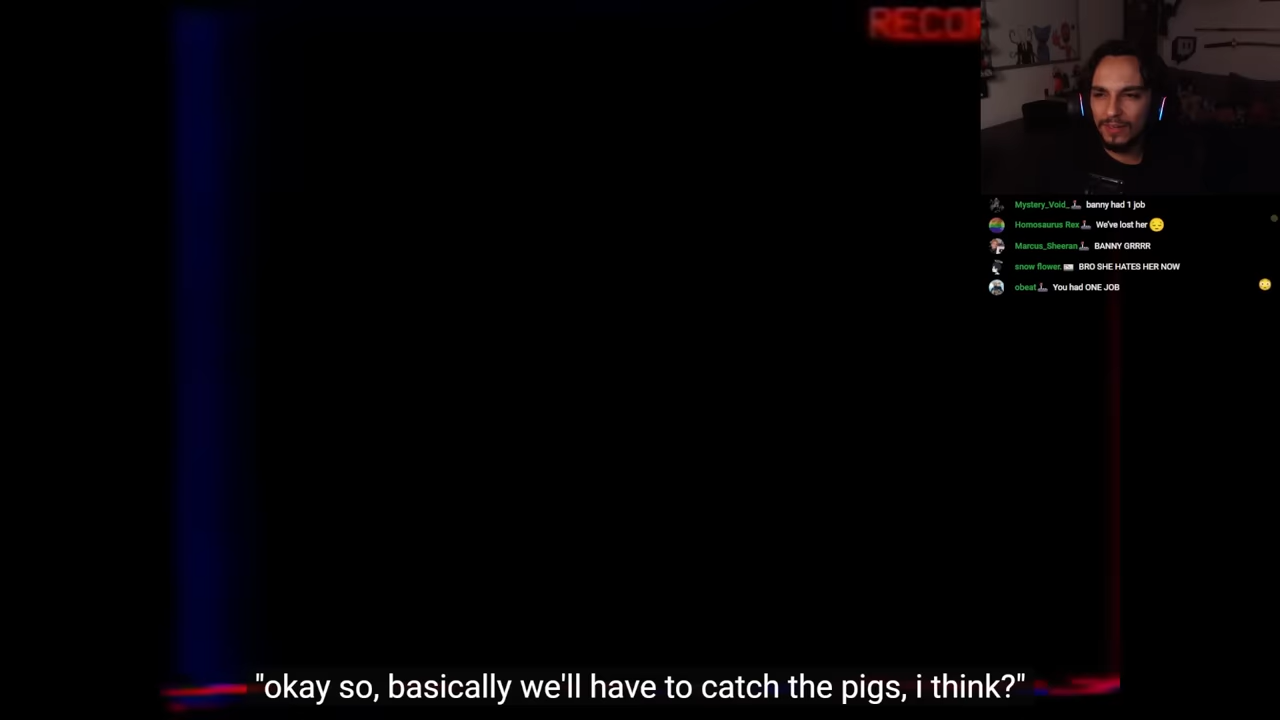 RECOR
Mystery_Void_ banny had 1 job
Homosaurus Rex We've lost her
Marcus_Sheeran BANNY GRRRR
snow flower. BRO SHE HATES HER NOW
obeat You had ONE JOB
"okay so, basically we'll have to catch the pigs, i think?"